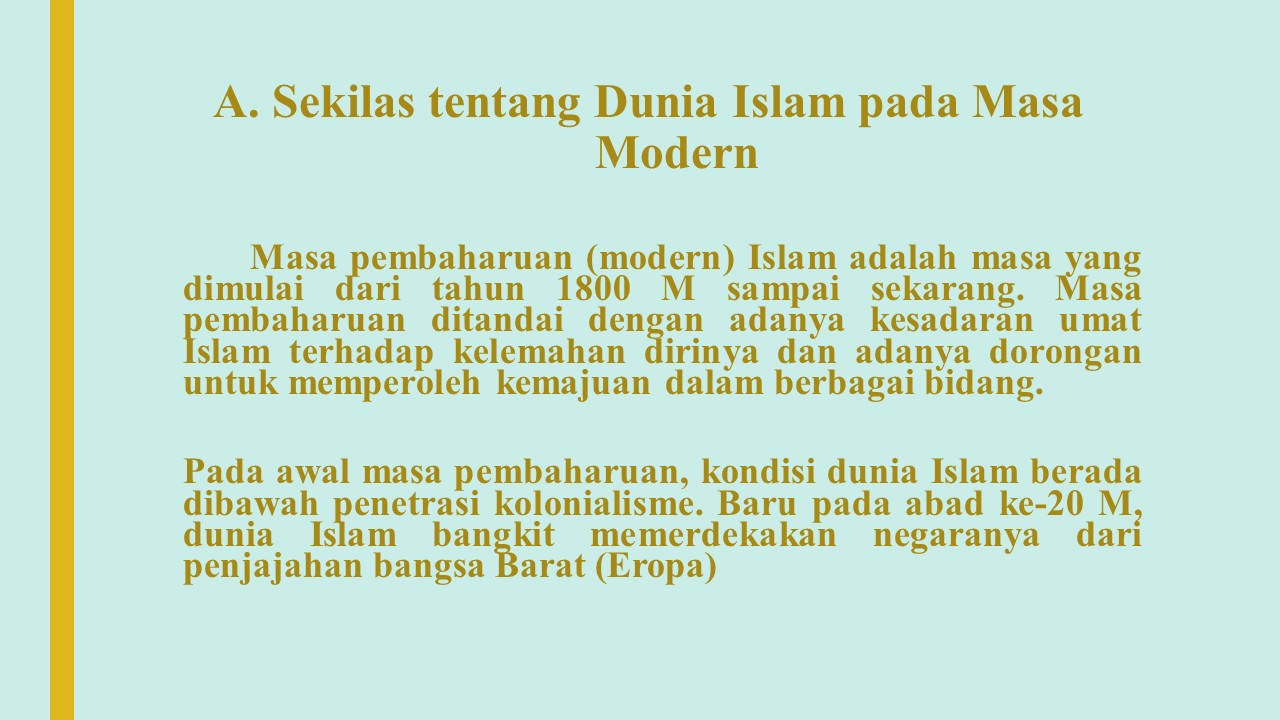 A. Sekilas tentang Dunia Islam pada Masa
Modern
Masa pembaharuan (modern) Islam adalah masa yang
dimulai dari tahun 1800 M sampai sekarang. Masa
pembaharuan ditandai dengan adanya kesadaran umat
Islam terhadap kelemahan dirinya dan adanya dorongan
untuk memperoleh kemajuan dalam berbagai bidang.
Pada awal masa pembaharuan, kondisi dunia Islam berada
dibawah penetrasi kolonialisme. Baru pada abad ke-20 M,
dunia Islam bangkit memerdekakan negaranya dari
penjajahan bangsa Barat (Eropa)